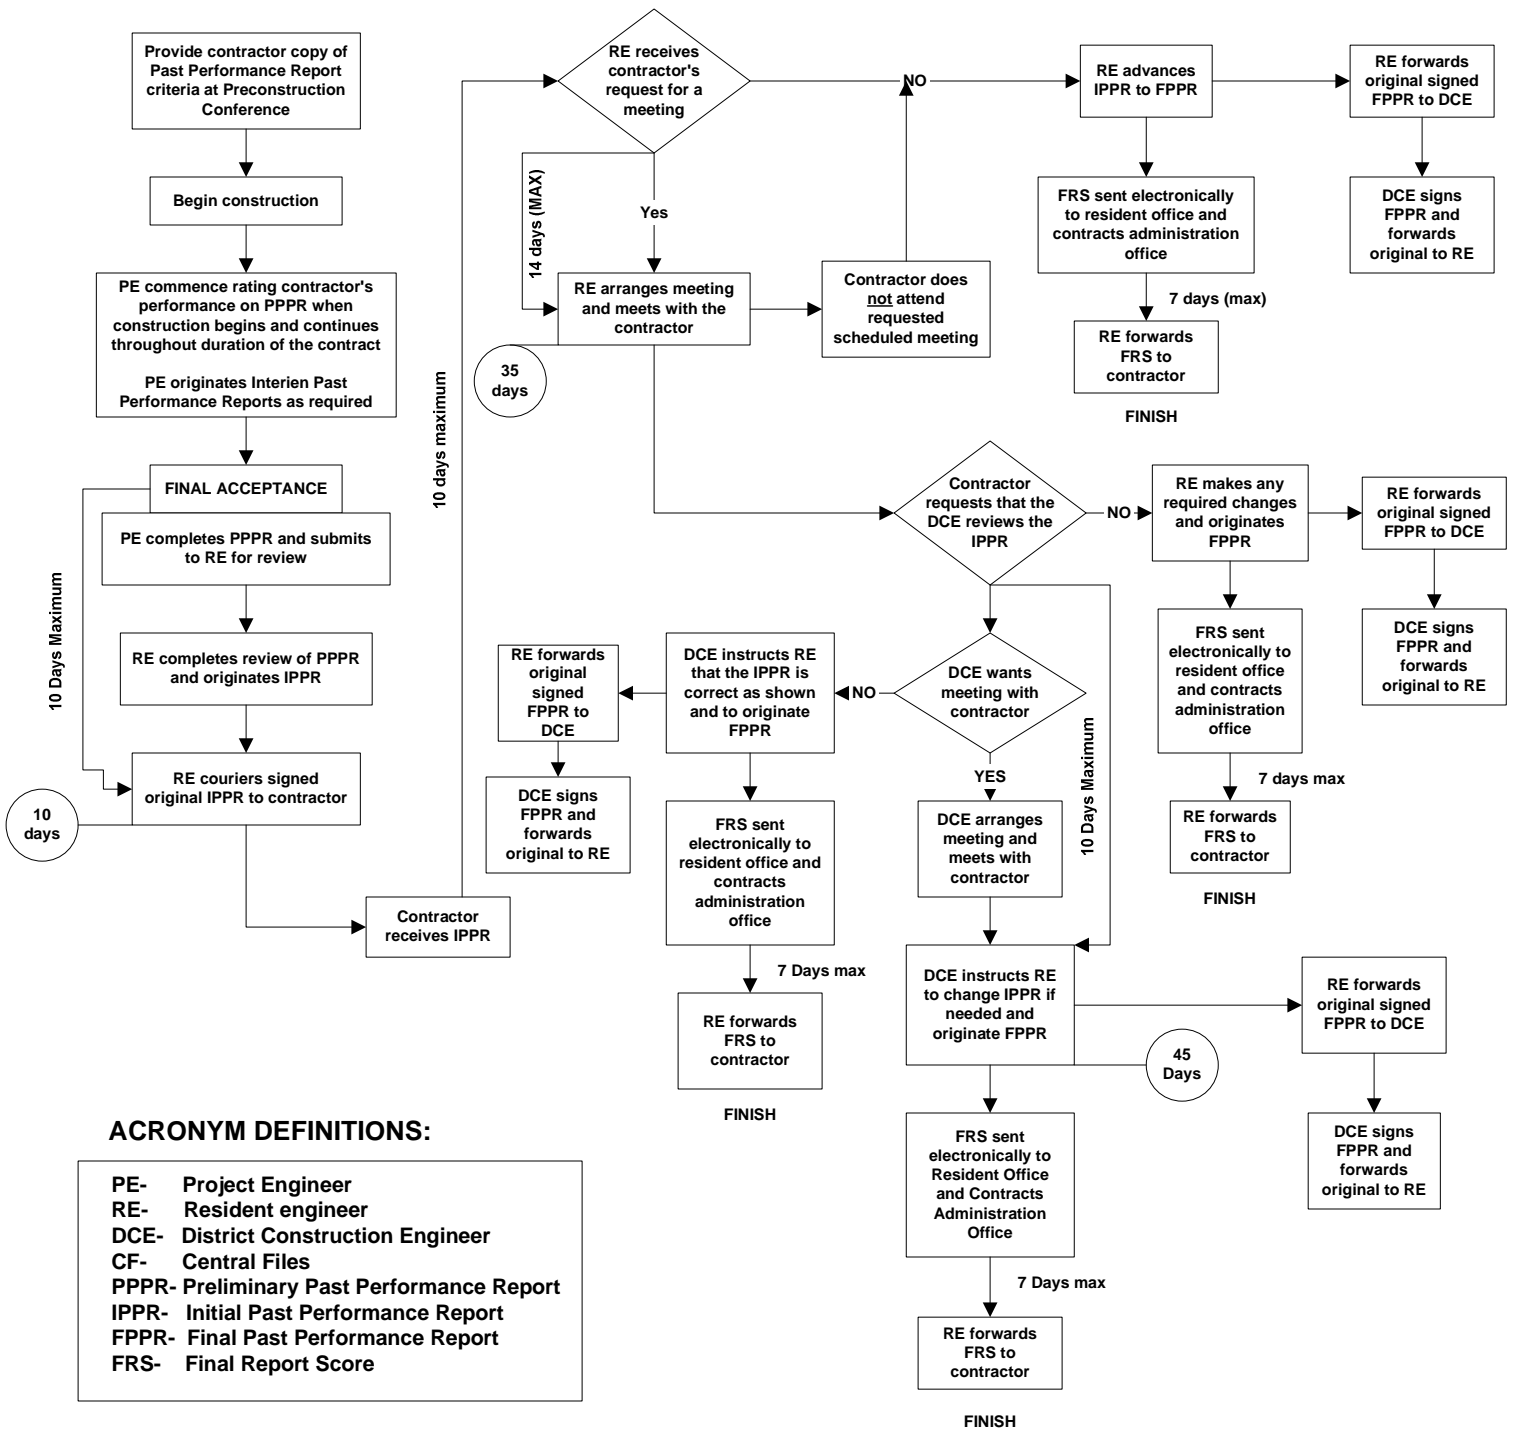 Provide contractor copy of
Past Performance Report
criteria at Preconstruction
Conference
Begin construction
PE commence rating contractor's
performance on PPPR when
construction begins and continues
throughout duration of the contract
PE originates Interien Past
Performance Reports as required
FINAL ACCEPTANCE
PE completes PPPR and submits
to RE for review
10 Days Maximum
RE completes review of PPPR
and originates IPPR
RE couriers signed
original IPPR to contractor
10
days
Contractor
receives IPPR
10 days maximum
RE receives
contractor's
request for a
meeting
NO
14 days (MAX)
Yes
RE arranges meeting
and meets with the
contractor
35
days
Contractor does
not attend
requested
scheduled meeting
RE advances
IPPR to FPPR
RE forwards
original signed
FPPR to DCE
DCE signs
FPPR and
forwards
original to RE
FRS sent electronically
to resident office and
contracts administration
office
7 days (max)
RE forwards
FRS to
contractor
FINISH
Contractor
requests that the
DCE reviews the
IPPR
NO
RE makes any
required changes
and originates
FPPR
RE forwards
original signed
FPPR to DCE
DCE signs
FPPR and
forwards
original to RE
FRS sent
electronically to
resident office
and contracts
administration
office
7 days max
RE forwards
FRS to
contractor
FINISH
DCE wants
meeting with
contractor
NO
DCE instructs RE
that the IPPR is
correct as shown
and to originate
FPPR
RE forwards
original
signed
FPPR to
DCE
DCE signs
FPPR and
forwards
original to RE
FRS sent
electronically to
resident office and
contracts
administration
office
7 Days max
RE forwards
FRS to
contractor
FINISH
YES
10 Days Maximum
DCE arranges
meeting and
meets with
contractor
DCE instructs RE
to change IPPR if
needed and
originate FPPR
45
Days
RE forwards
original signed
FPPR to DCE
DCE signs
FPPR and
forwards
original to RE
FRS sent
electronically to
Resident Office
and Contracts
Administration
Office
7 Days max
RE forwards
FRS to
contractor
FINISH
ACRONYM DEFINITIONS:
PE- Project Engineer
RE- Resident engineer
DCE- District Construction Engineer
CF- Central Files
PPPR- Preliminary Past Performance Report
IPPR- Initial Past Performance Report
FPPR- Final Past Performance Report
FRS- Final Report Score